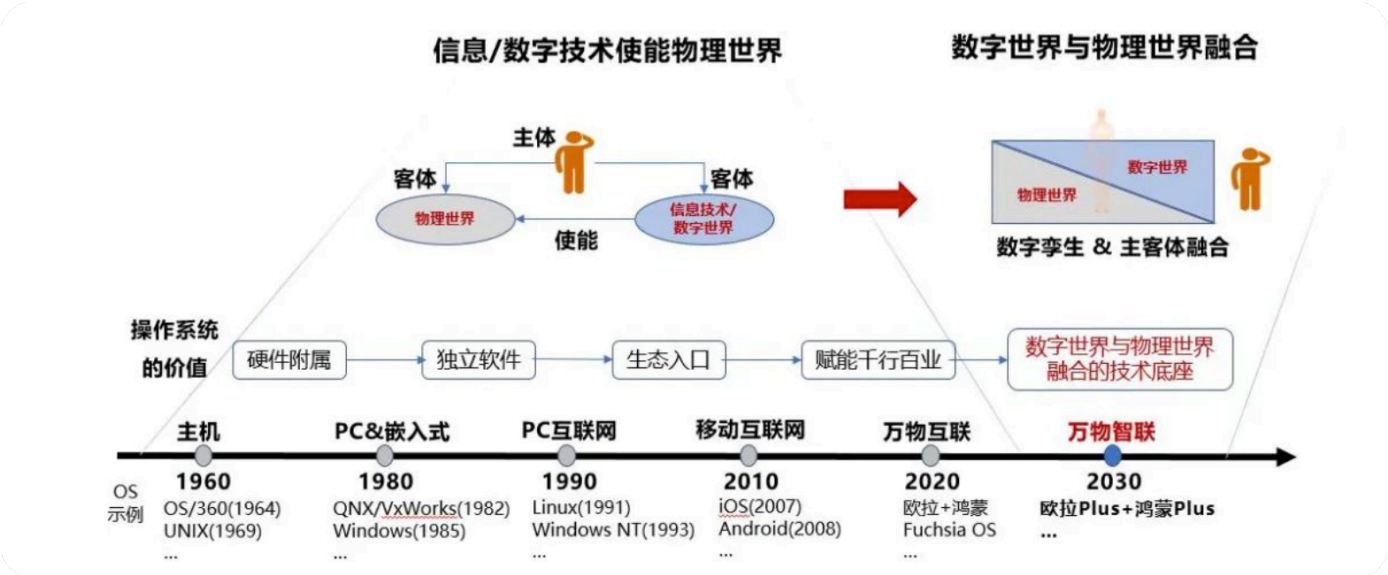 信息/数字技术使能物理世界
数字世界与物理世界融合
主体
客体
客体
物理世界
信息技术/
数字世界
使能
数字世界
物理世界
数字孪生 & 主客体融合
操作系统
的价值
硬件附属
独立软件
生态入口
赋能千行百业
数字世界与物理世界
融合的技术底座
主机
PC&嵌入式
PC互联网
移动互联网
万物互联
万物智联
1960
1980
1990
2010
2020
2030
OS
示例
OS/360(1964)
UNIX(1969)
...
QNX/VxWorks(1982)
Windows(1985)
...
Linux(1991)
Windows NT(1993)
...
iOS(2007)
Android(2008)
...
欧拉+鸿蒙
Fuchsia OS
...
欧拉Plus+鸿蒙Plus
...